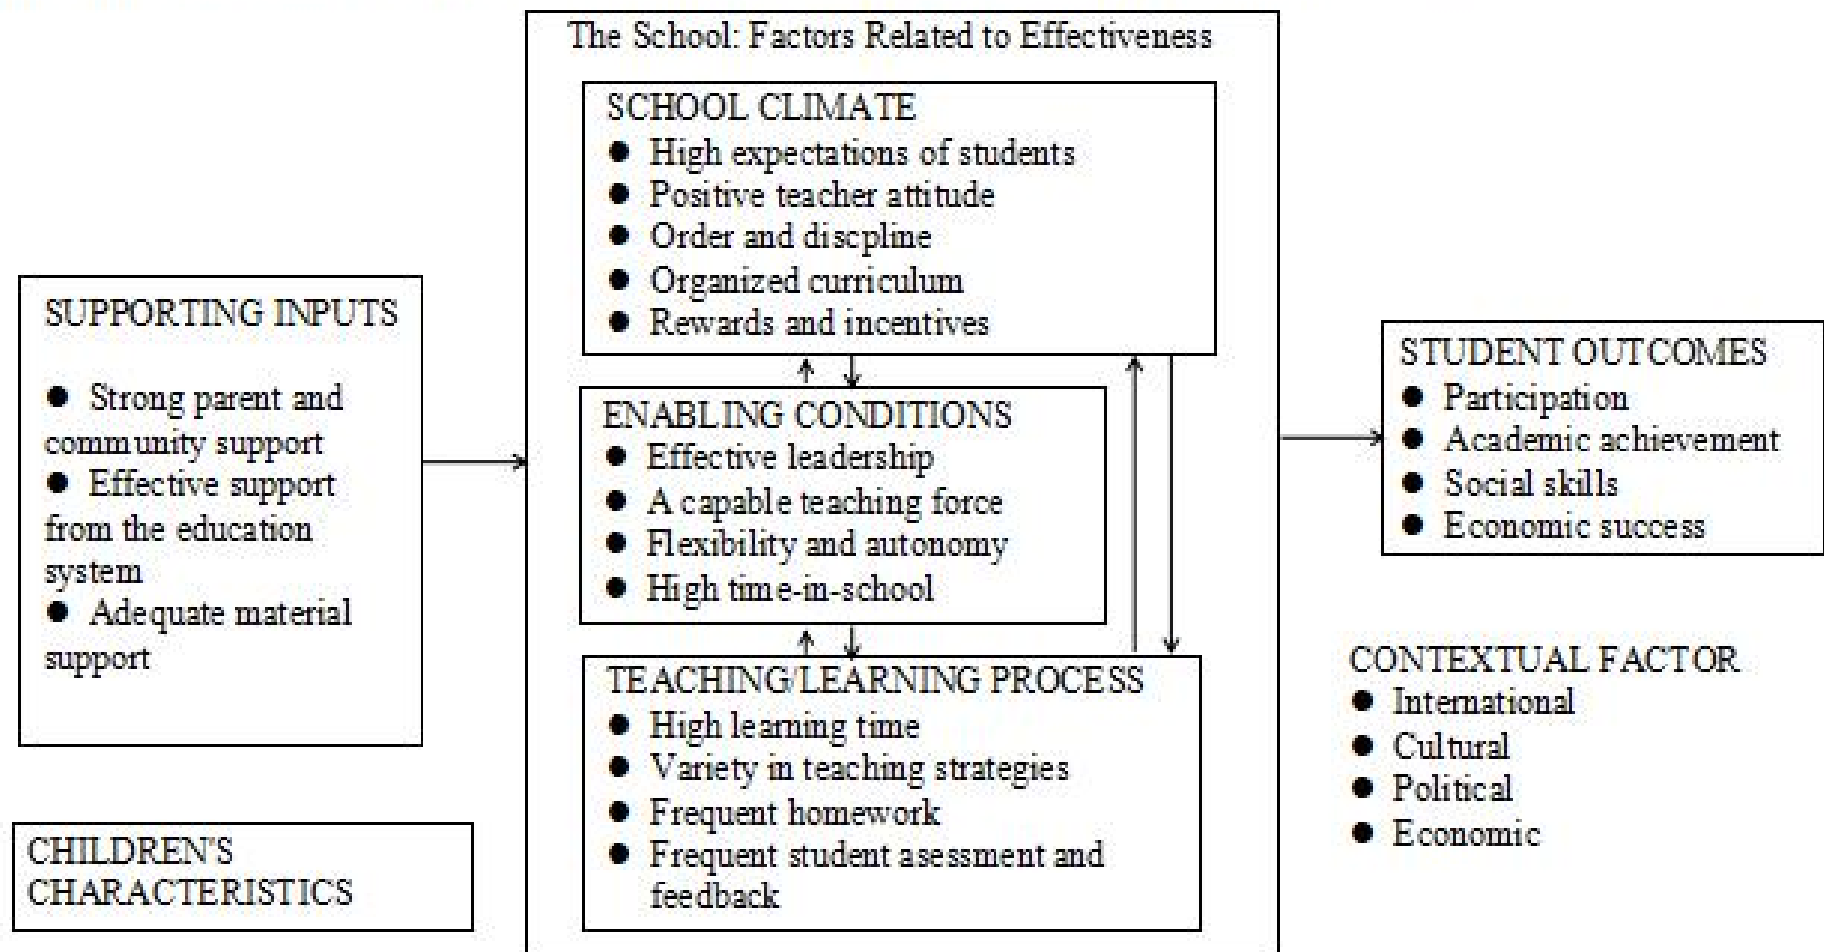 The School: Factors Related to Effectiveness
SCHOOL CLIMATE
● High expectations of students
● Positive teacher attitude
● Order and discpline
● Organized curriculum
● Rewards and incentives
SUPPORTING INPUTS
● Strong parent and
community support
● Effective support
from the education
system
● Adequate material
support
ENABLING CONDITIONS
● Effective leadership
● A capable teaching force
● Flexibility and autonomy
● High time-in-school
STUDENT OUTCOMES
● Participation
● Academic achievement
● Social skills
● Economic success
TEACHING/LEARNING PROCESS
● High learning time
● Variety in teaching strategies
● Frequent homework
● Frequent student asessment and
feedback
CONTEXTUAL FACTOR
● International
● Cultural
● Political
● Economic
CHILDREN'S
CHARACTERISTICS